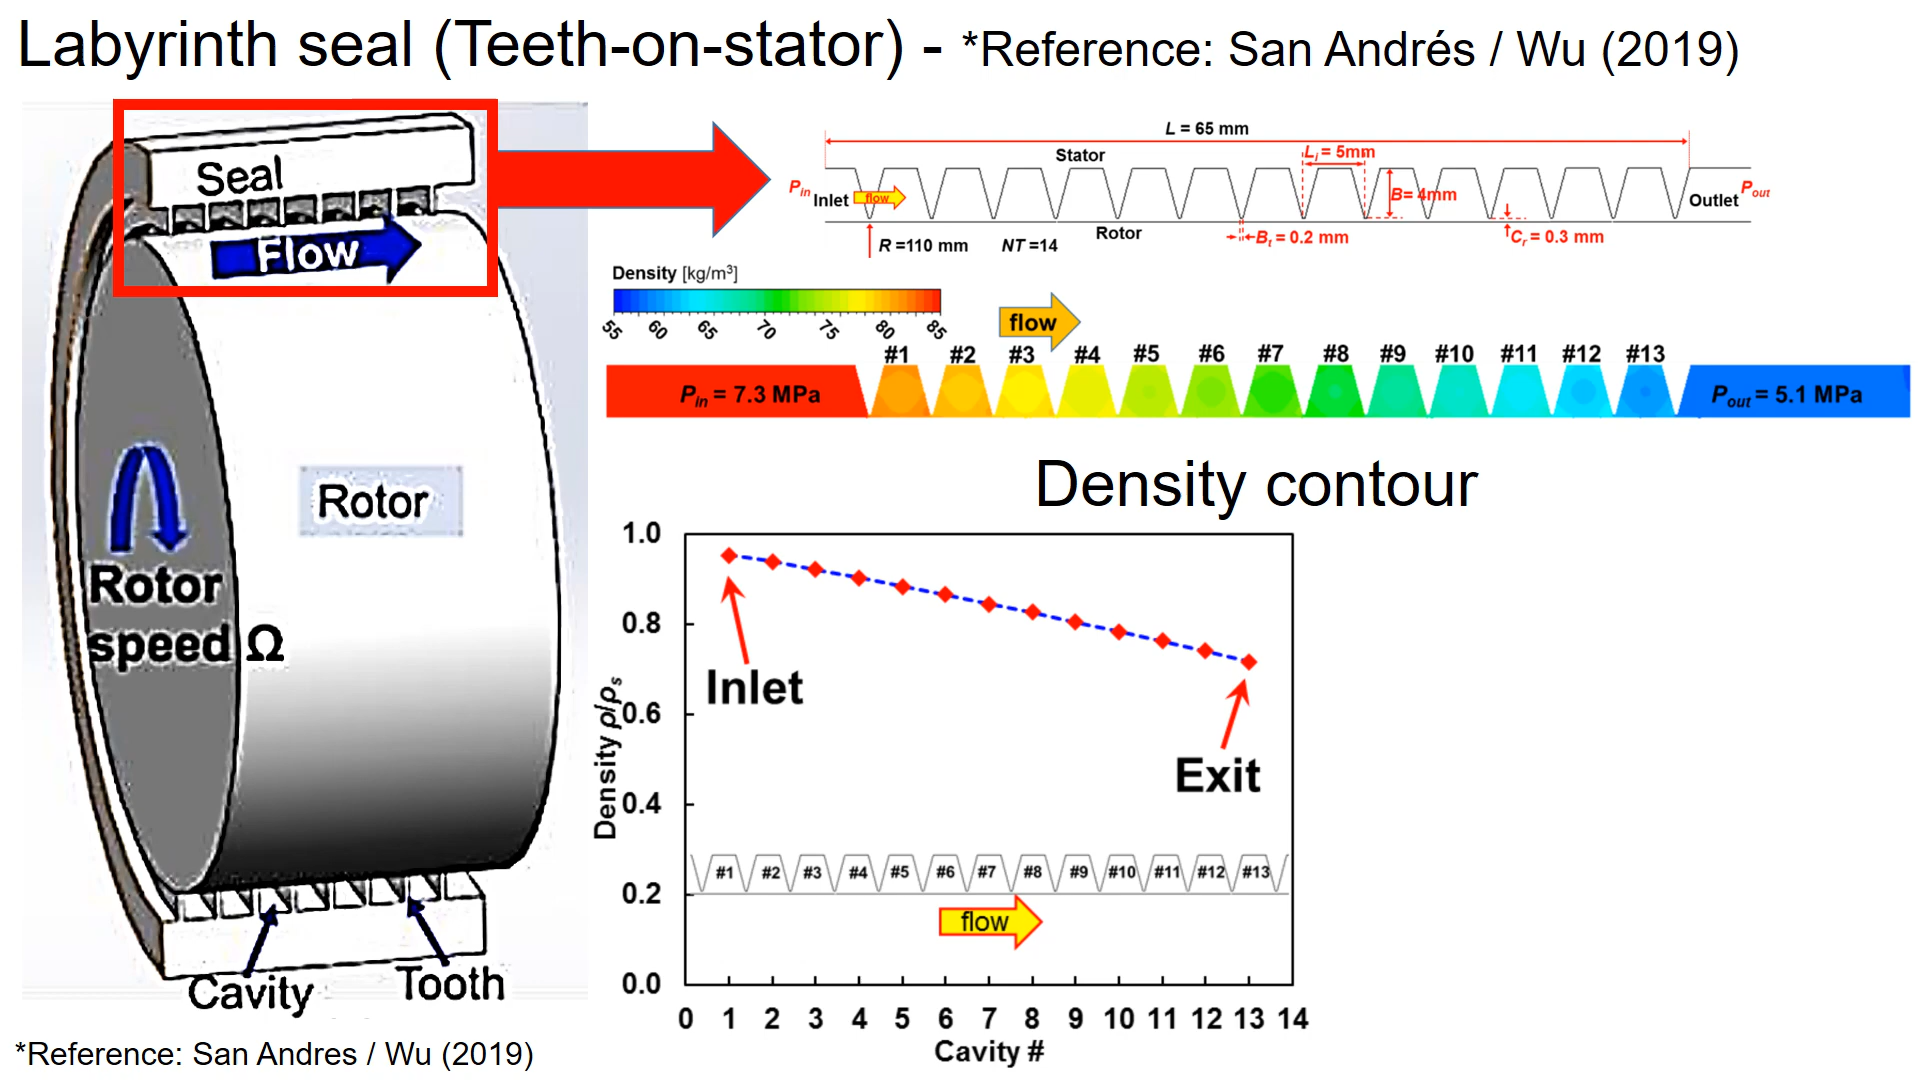 Labyrinth seal (Teeth-on-stator) - *Reference: San Andrés / Wu (2019)
Seal
Flow
Rotor
Rotor
speed Ω
Cavity
Tooth
*Reference: San Andres / Wu (2019)
L = 65 mm
Stator
Li = 5mm
Pin
Inlet
flow
B= 4mm
Outlet
Pout
R =110 mm
NT =14
Rotor
Bt = 0.2 mm
Cr = 0.3 mm
Density [kg/m³]
55 60 65 70 75 80 85
flow
#1 #2 #3 #4 #5 #6 #7 #8 #9 #10 #11 #12 #13
Pin = 7.3 MPa
Pout = 5.1 MPa
Density contour
1.0
0.8
0.6
0.4
0.2
0.0
Density ρ/ρs
Inlet
Exit
#1 #2 #3 #4 #5 #6 #7 #8 #9 #10 #11 #12 #13
flow
0 1 2 3 4 5 6 7 8 9 10 11 12 13 14
Cavity #